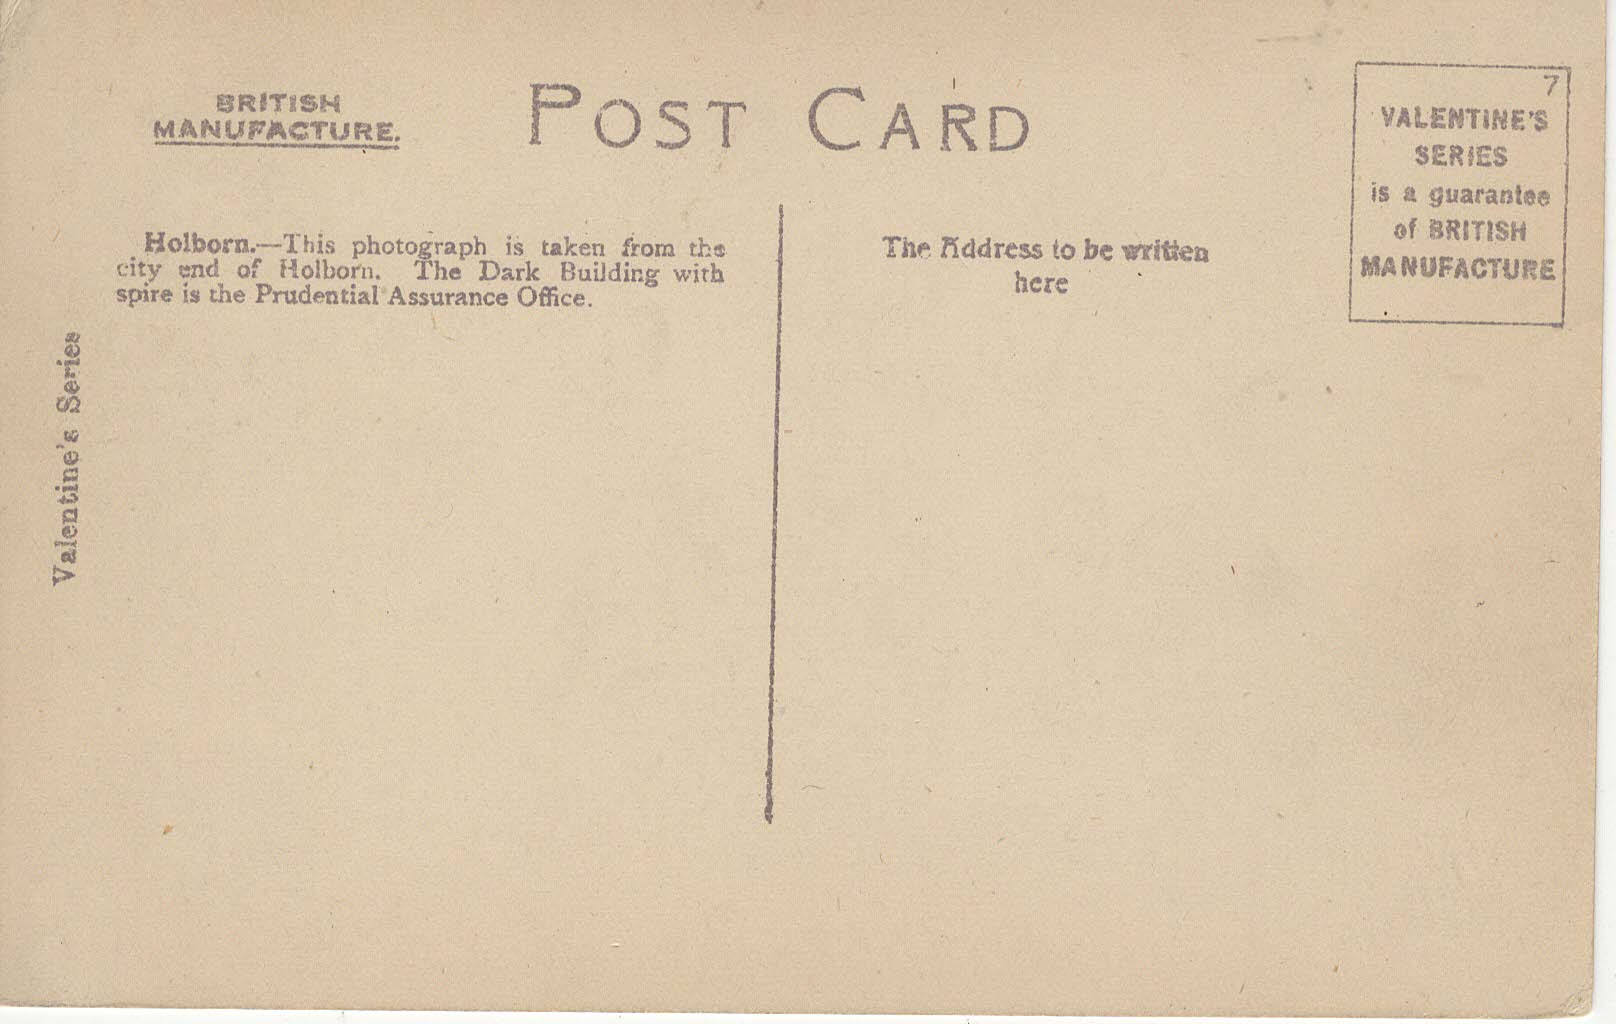 BRITISH
MANUFACTURE.
POST CARD
7
VALENTINE'S
SERIES
is a guarantee
of BRITISH
MANUFACTURE
Holborn.—This photograph is taken from the
city end of Holborn. The Dark Building with
spire is the Prudential Assurance Office.
The Address to be written
here
Valentine's Series